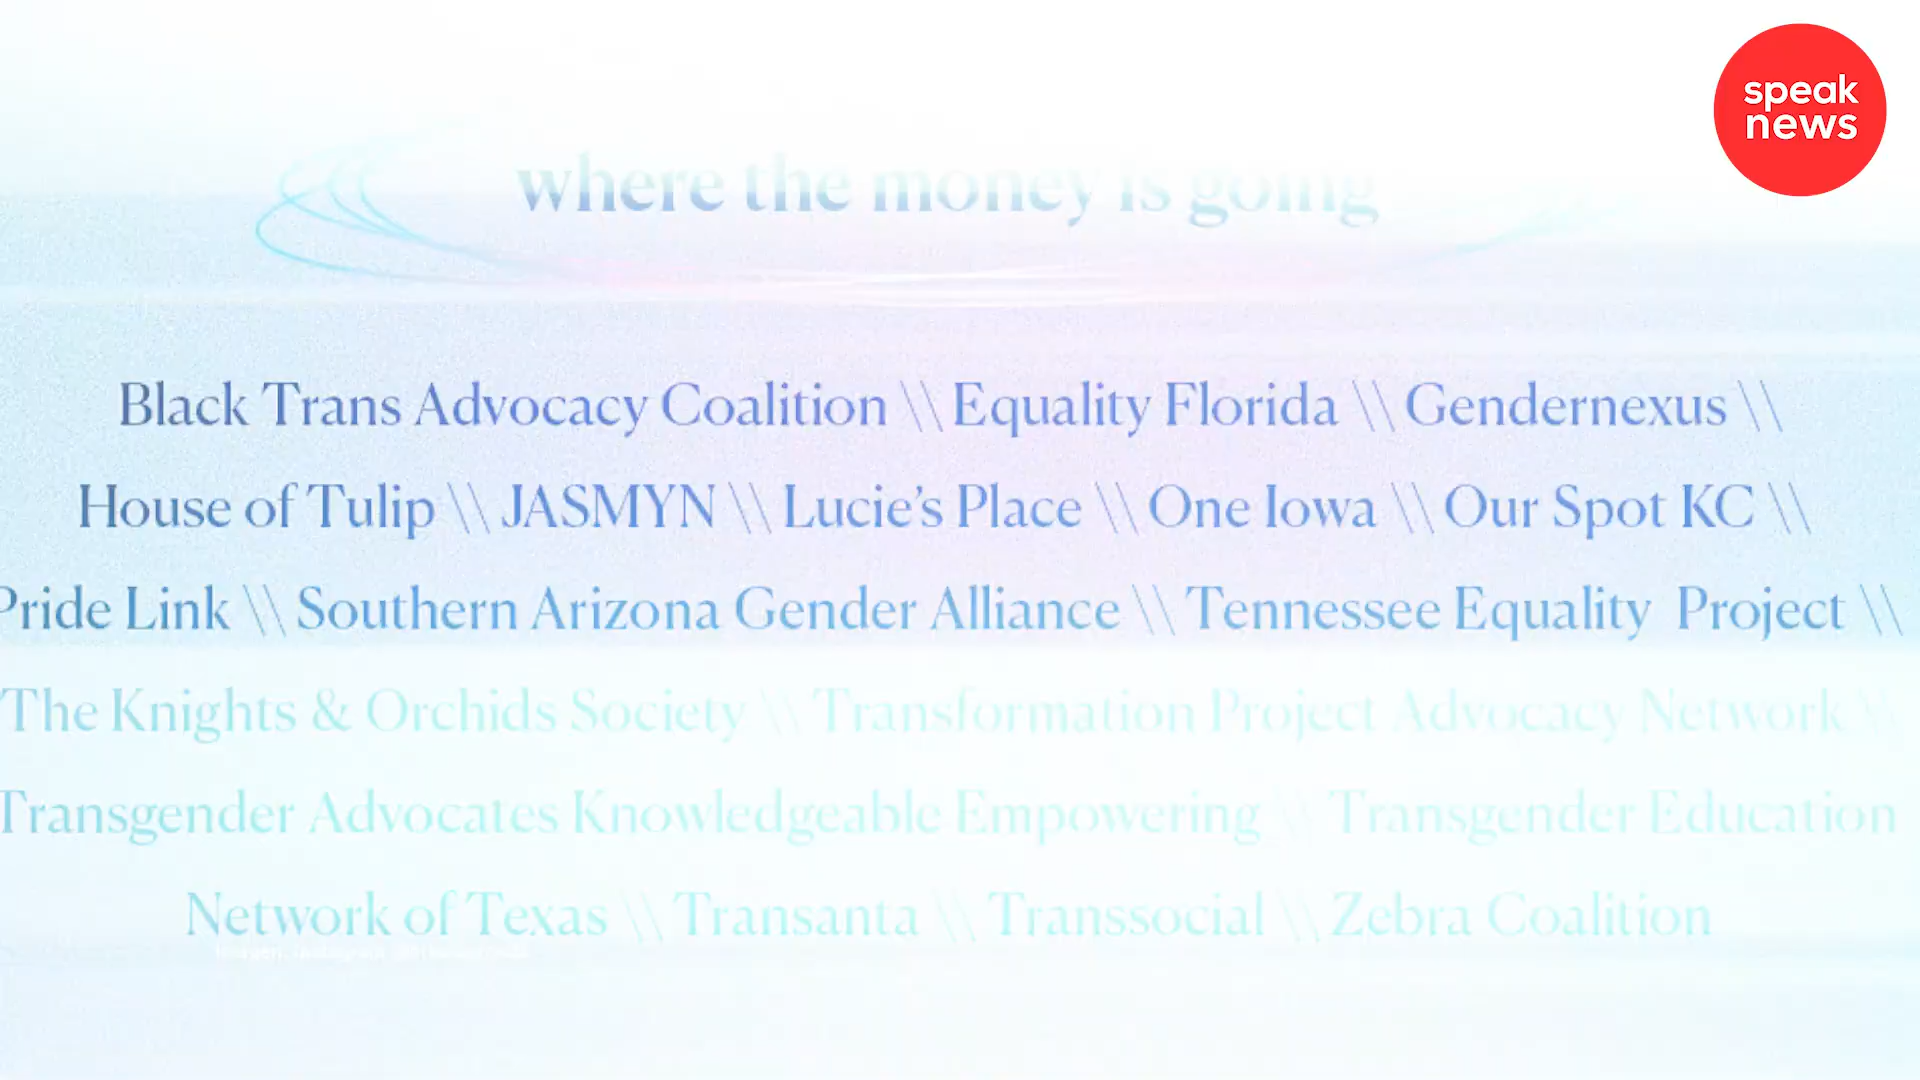 speak
news
where the money is going
Black Trans Advocacy Coalition \\ Equality Florida \\ Gendernexus \\
House of Tulip \\ JASMYN \\ Lucie's Place \\ One Iowa \\ Our Spot KC \\
Pride Link \\ Southern Arizona Gender Alliance \\ Tennessee Equality Project \\
The Knights & Orchids Society \\ Transformation Project Advocacy Network \\
Transgender Advocates Knowledgeable Empowering \\ Transgender Education
Network of Texas \\ Transanta \\ Transsocial \\ Zebra Coalition